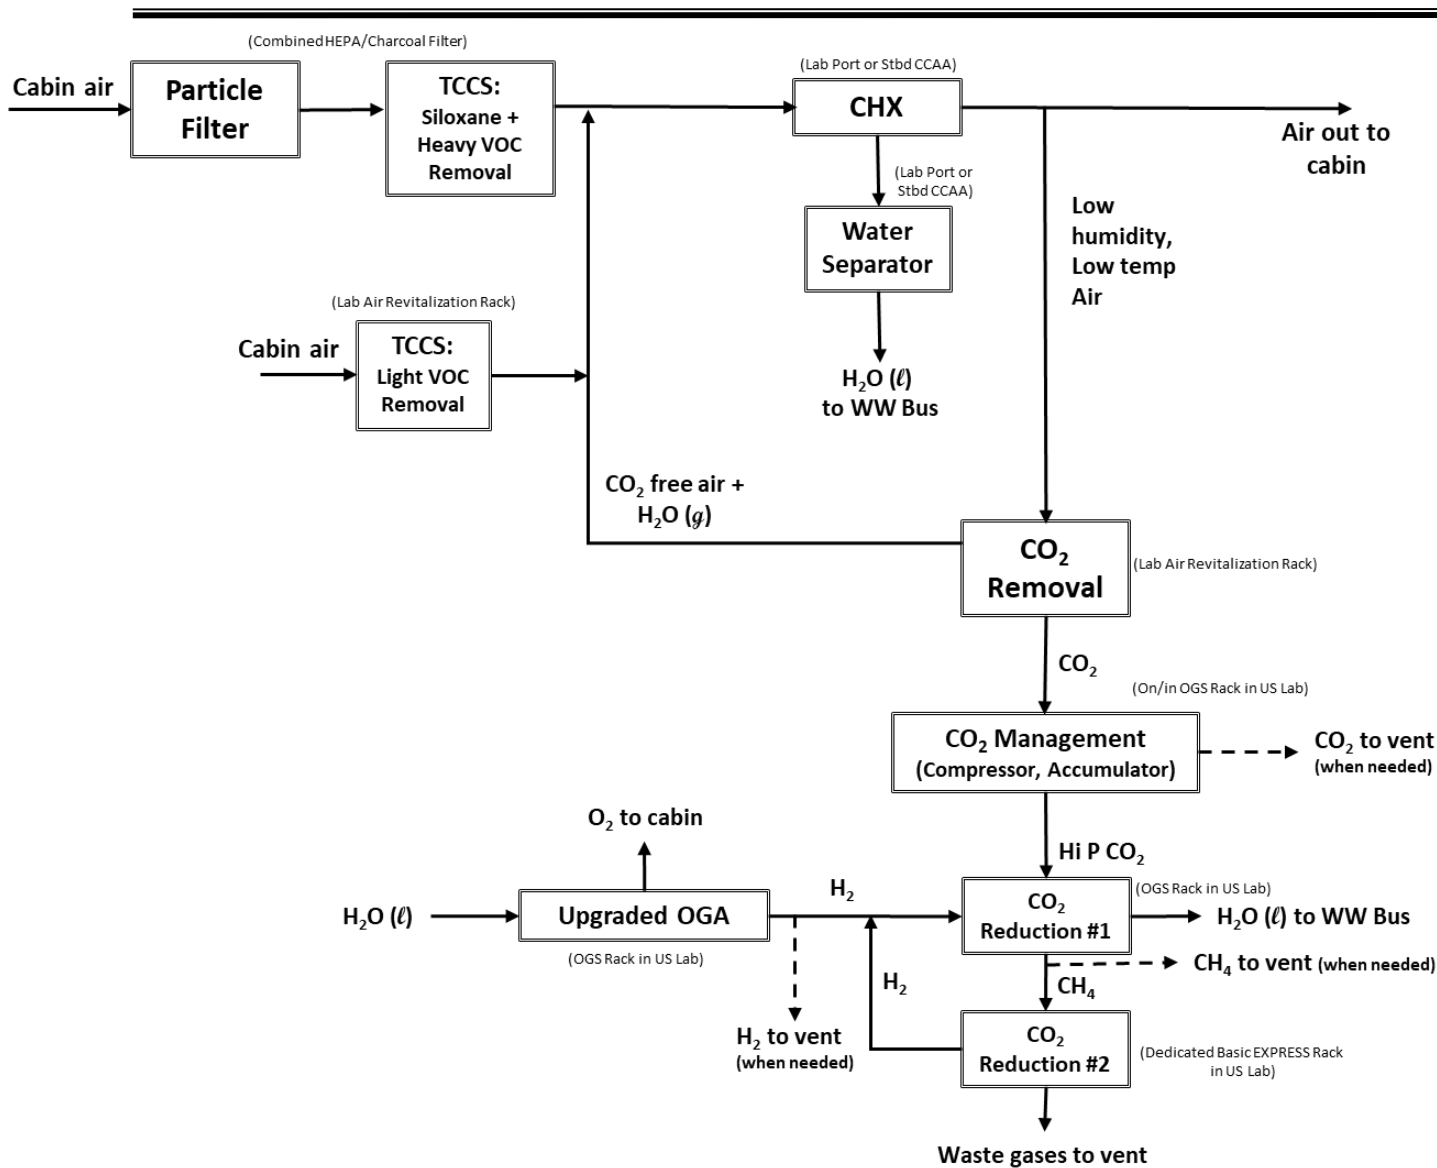 (Combined HEPA/Charcoal Filter)
Cabin air
Particle
Filter
TCCS:
Siloxane +
Heavy VOC
Removal
(Lab Port or Stbd CCAA)
CHX
Air out to
cabin
(Lab Port or
Stbd CCAA)
Water
Separator
Low
humidity,
Low temp
Air
(Lab Air Revitalization Rack)
Cabin air
TCCS:
Light VOC
Removal
H₂O (ℓ)
to WW Bus
CO₂ free air +
H₂O (g)
CO₂
Removal
(Lab Air Revitalization Rack)
CO₂
(On/in OGS Rack in US Lab)
CO₂ Management
(Compressor, Accumulator)
CO₂ to vent
(when needed)
O₂ to cabin
Hi P CO₂
H₂O (ℓ)
Upgraded OGA
(OGS Rack in US Lab)
H₂
CO₂
Reduction #1
(OGS Rack in US Lab)
H₂O (ℓ) to WW Bus
CH₄ to vent (when needed)
CH₄
H₂
H₂ to vent
(when needed)
CO₂
Reduction #2
(Dedicated Basic EXPRESS Rack
in US Lab)
Waste gases to vent